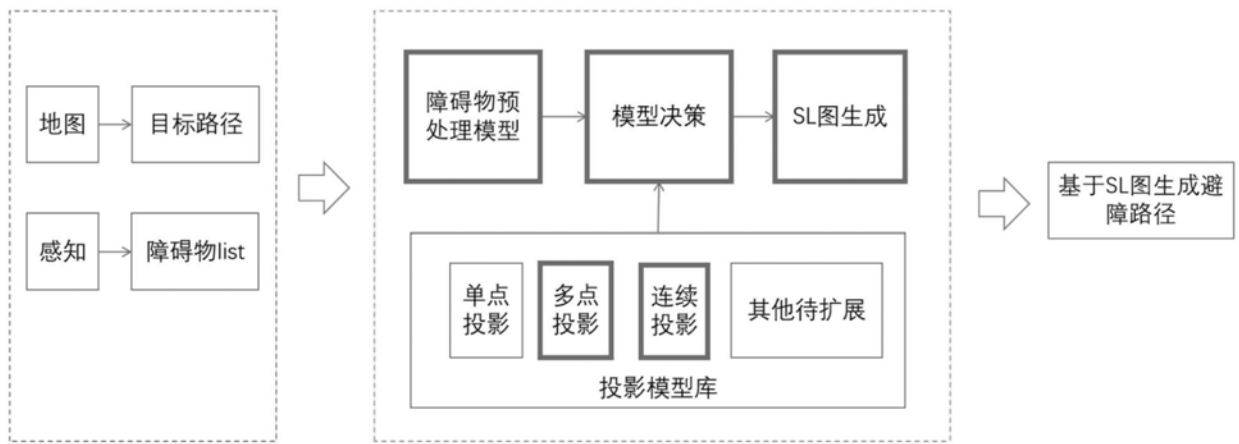 地图
目标路径
感知
障碍物list
障碍物预
处理模型
模型决策
SL图生成
单点
投影
多点
投影
连续
投影
其他待扩展
投影模型库
基于SL图生成避
障路径